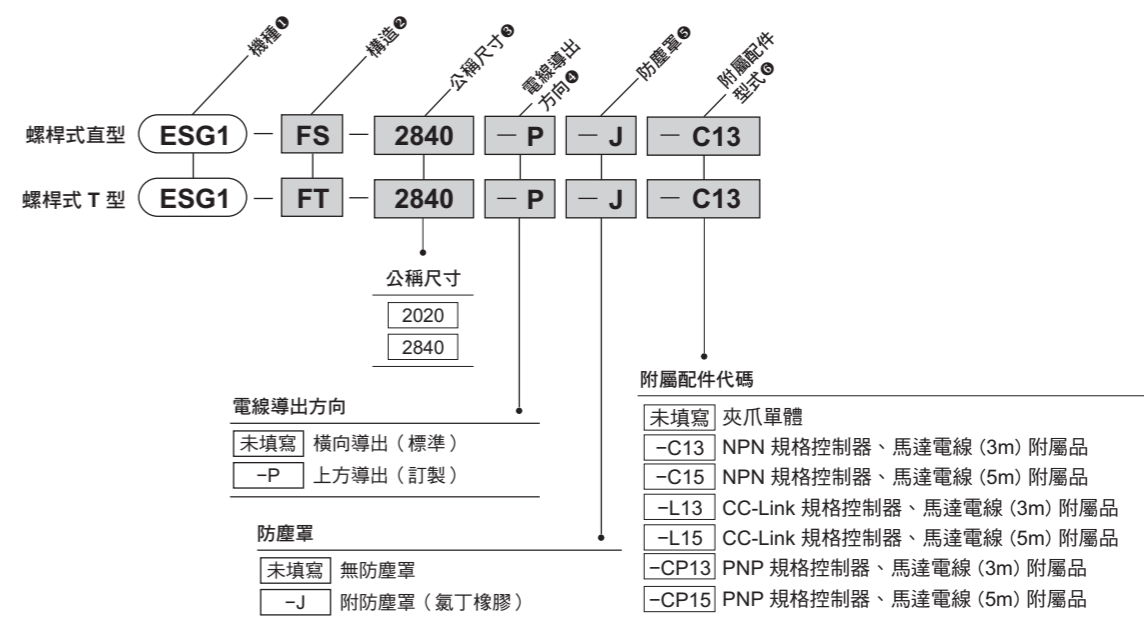 機種❶
構造❷
公稱尺寸❸
電線導出
方向❹
防塵罩❺
附屬配件
型式❻
螺桿式直型 ESG1 － FS － 2840 － P － J － C13
螺桿式 T 型 ESG1 － FT － 2840 － P － J － C13
公稱尺寸
2020
2840
電線導出方向
未填寫 橫向導出（標準）
−P 上方導出（訂製）
防塵罩
未填寫 無防塵罩
−J 附防塵罩（氯丁橡膠）
附屬配件代碼
未填寫 夾爪單體
−C13 NPN 規格控制器、馬達電線 (3m) 附屬品
−C15 NPN 規格控制器、馬達電線 (5m) 附屬品
−L13 CC-Link 規格控制器、馬達電線 (3m) 附屬品
−L15 CC-Link 規格控制器、馬達電線 (5m) 附屬品
−CP13 PNP 規格控制器、馬達電線 (3m) 附屬品
−CP15 PNP 規格控制器、馬達電線 (5m) 附屬品